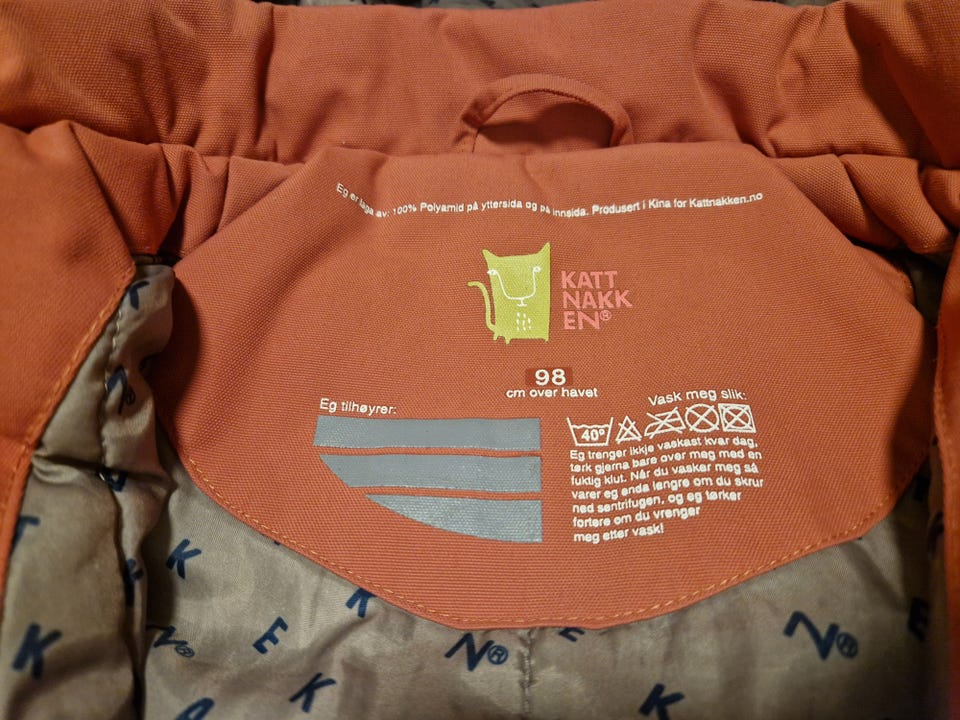 Eg er laga av: 100% Polyamid på yttersida og på innsida. Produsert i Kina for Kattnakken.no
KATT
NAKK
EN®
98
cm over havet
Eg tilhøyrer:
Vask meg slik:
40°
Eg trenger ikkje vaskast kvar dag,
tørk gjerna bare over meg med en
fuktig klut. Når du vasker meg så
varer eg enda lengre om du skrur
ned sentrifugen, og eg tørker
fortere om du vrenger
meg etter vask!
K
N®
K
K
K
E
N®
N®
E
K
N®
K